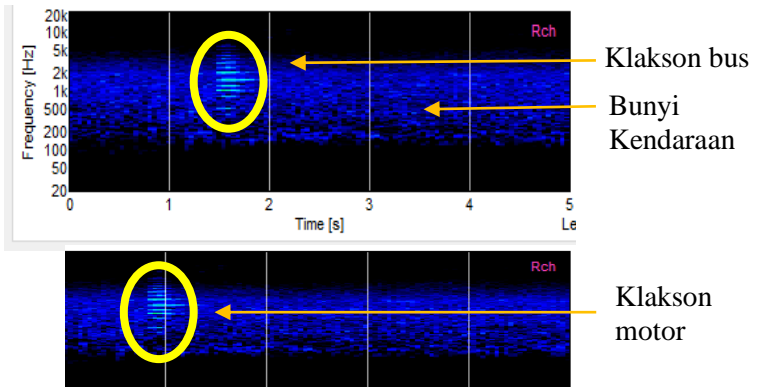 20k
10k
5k
2k
1k
500
200
100
50
20
Frequency [Hz]
Rch
0 1 2 3 4 5
Time [s]
Le
Klakson bus
Bunyi
Kendaraan
Rch
Klakson
motor